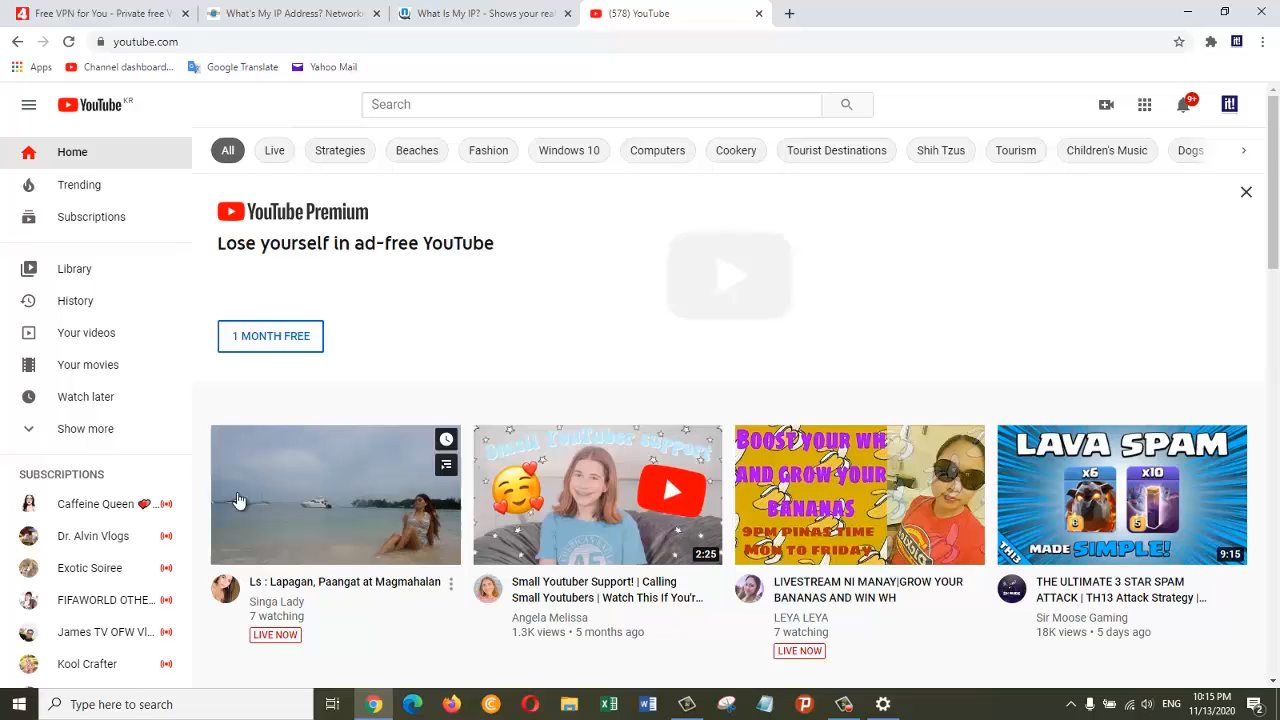 Free VPN for You - Private free V
What's My IP Address? Network
What Is My IP? - Shows your real
(578) YouTube
youtube.com
it!
Apps
Channel dashboard...
Google Translate
Yahoo Mail
YouTube KR
Search
9+
it!
Home
Trending
Subscriptions
Library
History
Your videos
Your movies
Watch later
Show more
SUBSCRIPTIONS
Caffeine Queen ...
Dr. Alvin Vlogs
Exotic Soiree
FIFAWORLD OTHE...
James TV OFW Vl...
Kool Crafter
All
Live
Strategies
Beaches
Fashion
Windows 10
Computers
Cookery
Tourist Destinations
Shih Tzus
Tourism
Children's Music
Dogs
YouTube Premium
Lose yourself in ad-free YouTube
1 MONTH FREE
Ls : Lapagan, Paangat at Magmahalan
Singa Lady
7 watching
LIVE NOW
Small YouTuber Support!
2:25
Small Youtuber Support! | Calling
Small Youtubers | Watch This If You'r...
Angela Melissa
1.3K views • 5 months ago
BOOST YOUR WH
AND GROW YOUR
BANANAS
9PM PINAS TIME
MON TO FRIDAY
LIVESTREAM NI MANAY|GROW YOUR
BANANAS AND WIN WH
LEYA LEYA
7 watching
LIVE NOW
LAVA SPAM
x6
x10
TH13
MADE SIMPLE!
9:15
THE ULTIMATE 3 STAR SPAM
ATTACK | TH13 Attack Strategy |...
Sir Moose Gaming
18K views • 5 days ago
Type here to search
ENG
10:15 PM
11/13/2020
2